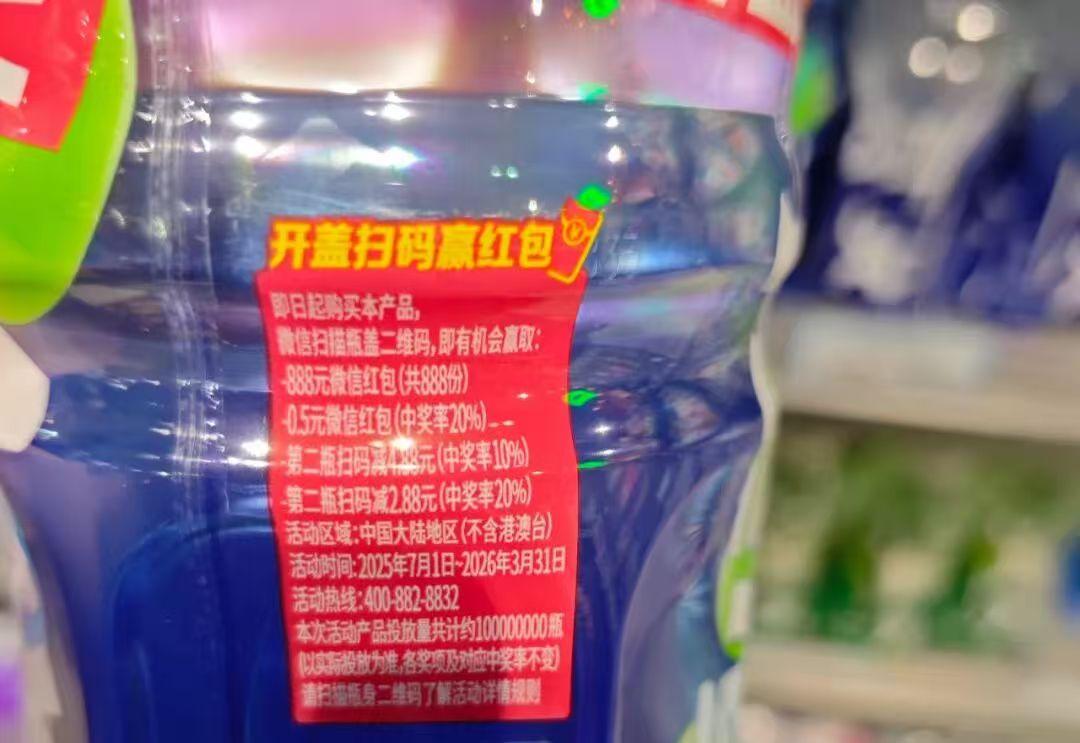 开盖扫码赢红包
即日起购买本产品,
微信扫描瓶盖二维码,即有机会赢取:
-888元微信红包(共888份)
-0.5元微信红包(中奖率20%)
-第二瓶扫码减4.88元(中奖率10%)
-第二瓶扫码减2.88元(中奖率20%)
活动区域:中国大陆地区(不含港澳台)
活动时间:2025年7月1日~2026年3月31日
活动热线:400-882-8832
本次活动产品投放量共计约100000000瓶
(以实际投放为准,各奖项及对应中奖率不变)
请扫描瓶身二维码了解活动详情规则